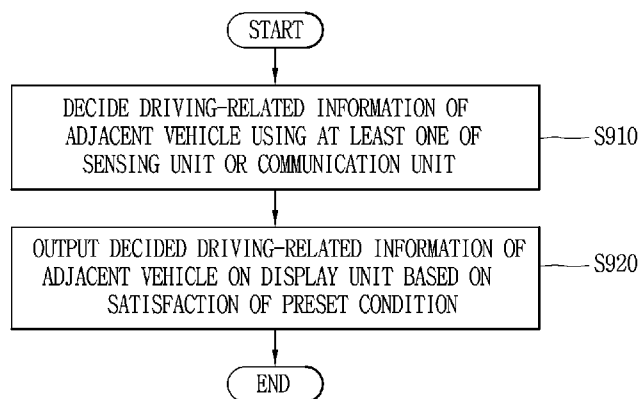 START
DECIDE DRIVING-RELATED INFORMATION OF
ADJACENT VEHICLE USING AT LEAST ONE OF
SENSING UNIT OR COMMUNICATION UNIT
S910
OUTPUT DECIDED DRIVING-RELATED INFORMATION OF
ADJACENT VEHICLE ON DISPLAY UNIT BASED ON
SATISFACTION OF PRESET CONDITION
S920
END